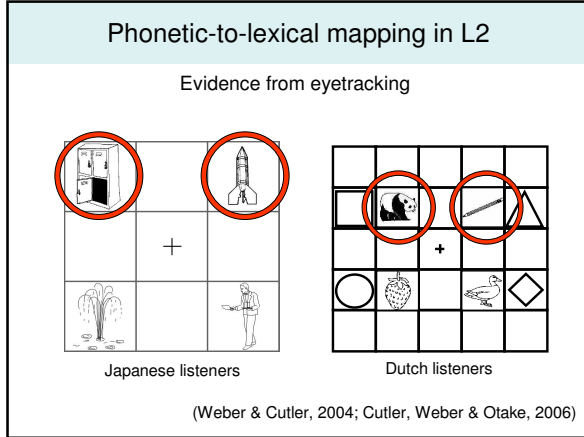 Phonetic-to-lexical mapping in L2
Evidence from eyetracking
Japanese listeners
Dutch listeners
(Weber & Cutler, 2004; Cutler, Weber & Otake, 2006)